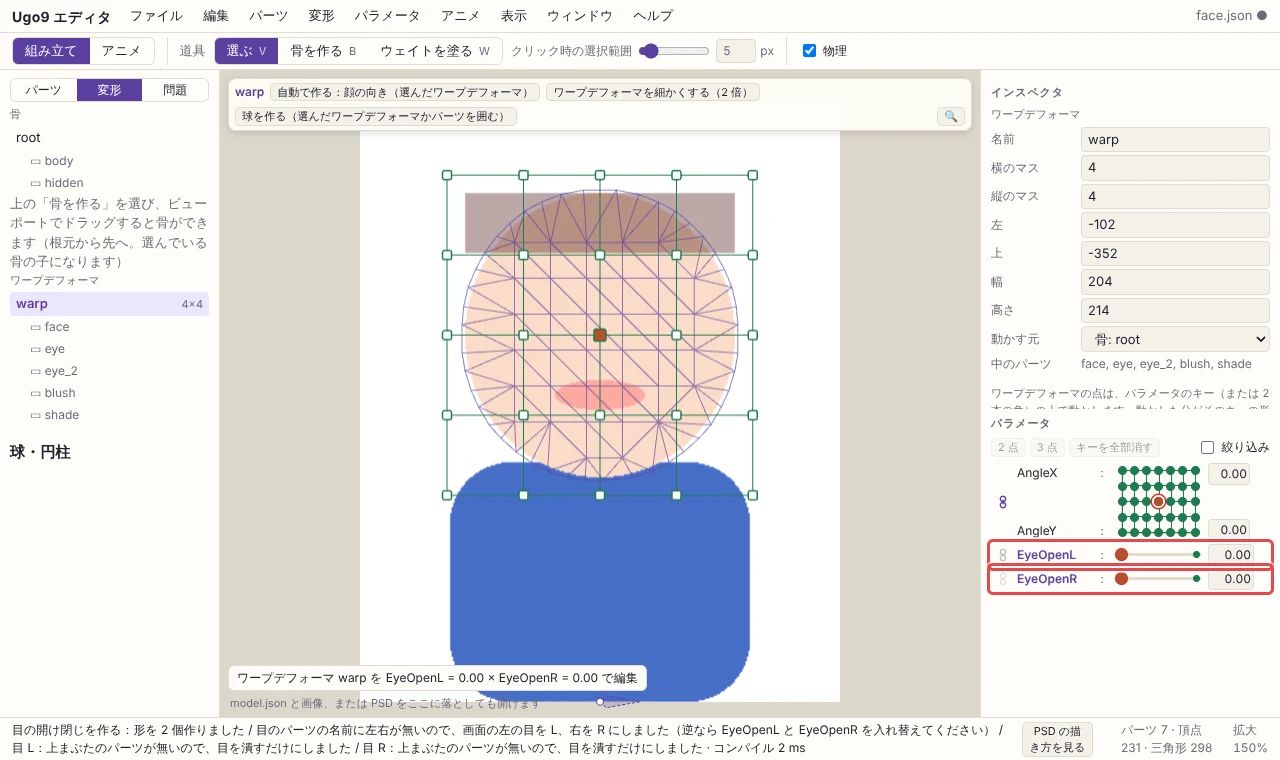 Ugo9 エディタ ファイル 編集 パーツ 変形 パラメータ アニメ 表示 ウィンドウ ヘルプ face.json
組み立て アニメ 道具 選ぶ V 骨を作る B ウェイトを塗る W クリック時の選択範囲 5 px 物理
パーツ 変形 問題
骨
root
body
hidden
上の「骨を作る」を選び、ビュー
ポートでドラッグすると骨ができ
ます（根元から先へ。選んでいる
骨の子になります）
ワープデフォーマ
warp 4×4
face
eye
eye_2
blush
shade
球・円柱
warp 自動で作る：顔の向き（選んだワープデフォーマ） ワープデフォーマを細かくする（2 倍）
球を作る（選んだワープデフォーマかパーツを囲む）
ワープデフォーマ warp を EyeOpenL = 0.00 × EyeOpenR = 0.00 で編集
model.json と画像、または PSD をここに落としても開けます
インスペクタ
ワープデフォーマ
名前 warp
横のマス 4
縦のマス 4
左 -102
上 -352
幅 204
高さ 214
動かす元 骨: root
中のパーツ face, eye, eye_2, blush, shade
ワープデフォーマの点は、パラメータのキー（または 2
パラメータ
2 点 3 点 キーを全部消す 絞り込み
AngleX : 0.00
AngleY : 0.00
EyeOpenL : 0.00
EyeOpenR : 0.00
目の開け閉じを作る：形を 2 個作りました / 目のパーツの名前に左右が無いので、画面の左の目を L、右を R にしました（逆なら EyeOpenL と EyeOpenR を入れ替えてください） /
目 L：上まぶたのパーツが無いので、目を潰すだけにしました / 目 R：上まぶたのパーツが無いので、目を潰すだけにしました · コンパイル 2 ms
PSD の描
き方を見る
パーツ 7 · 頂点
231 · 三角形 298
拡大
150%